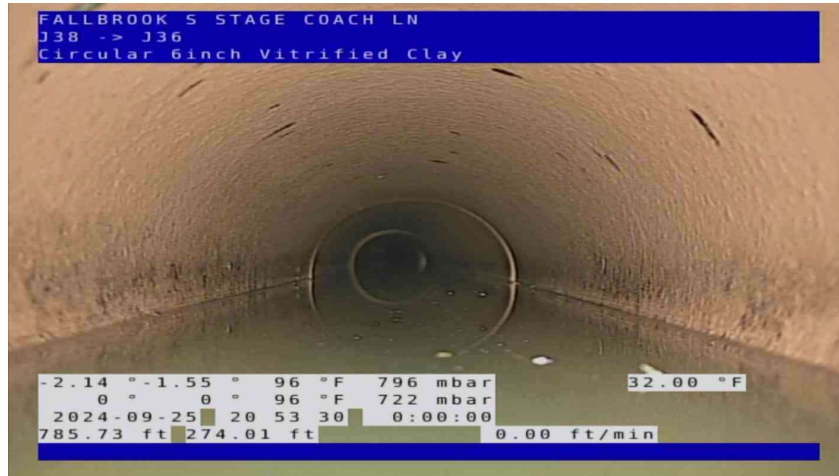 FALLBROOK S STAGE COACH LN
J38 -> J36
Circular 6inch Vitrified Clay
-2.14 ° -1.55 ° 96 °F 796 mbar 32.00 °F
0 ° 0 ° 96 °F 722 mbar
2024-09-25 20 53 30 0:00:00
785.73 ft 274.01 ft 0.00 ft/min